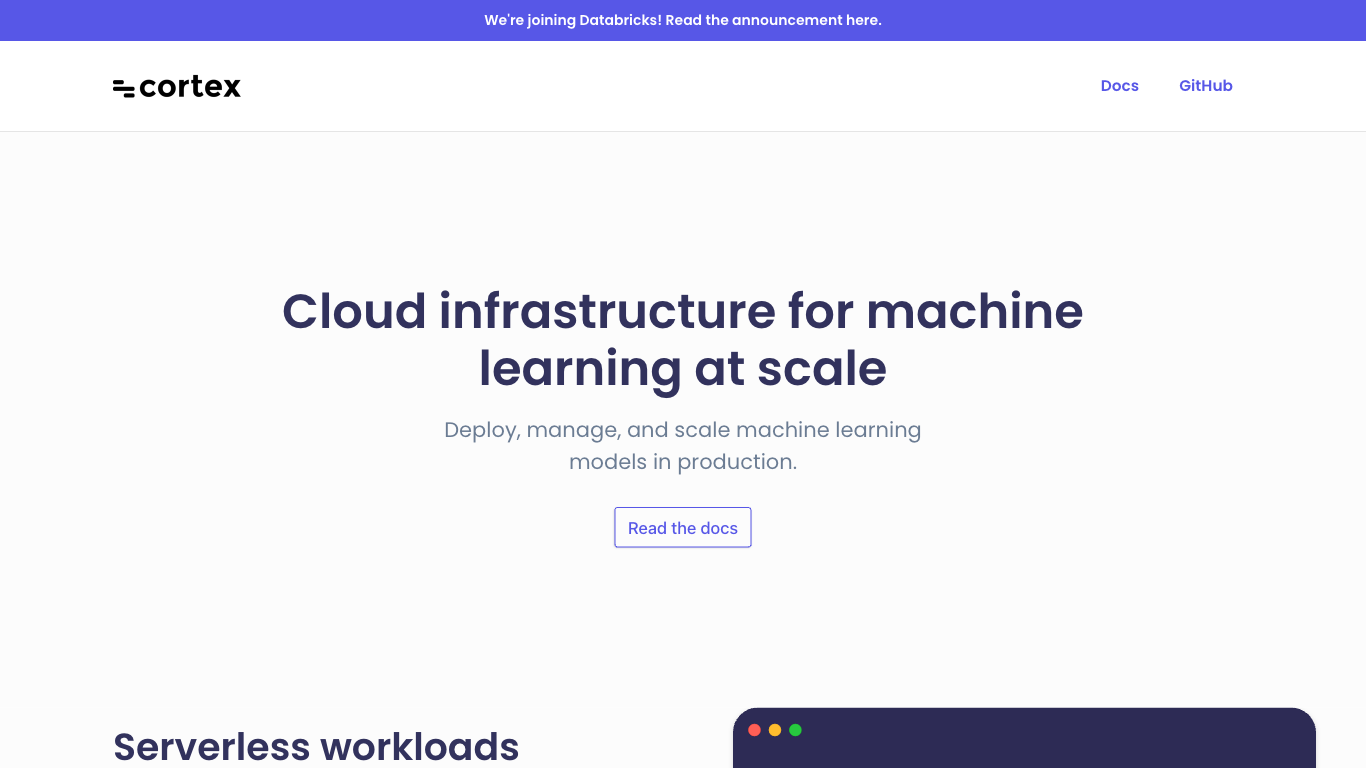 We're joining Databricks! Read the announcement here.
cortex
Docs
GitHub
Cloud infrastructure for machine
learning at scale
Deploy, manage, and scale machine learning
models in production.
Read the docs
Serverless workloads